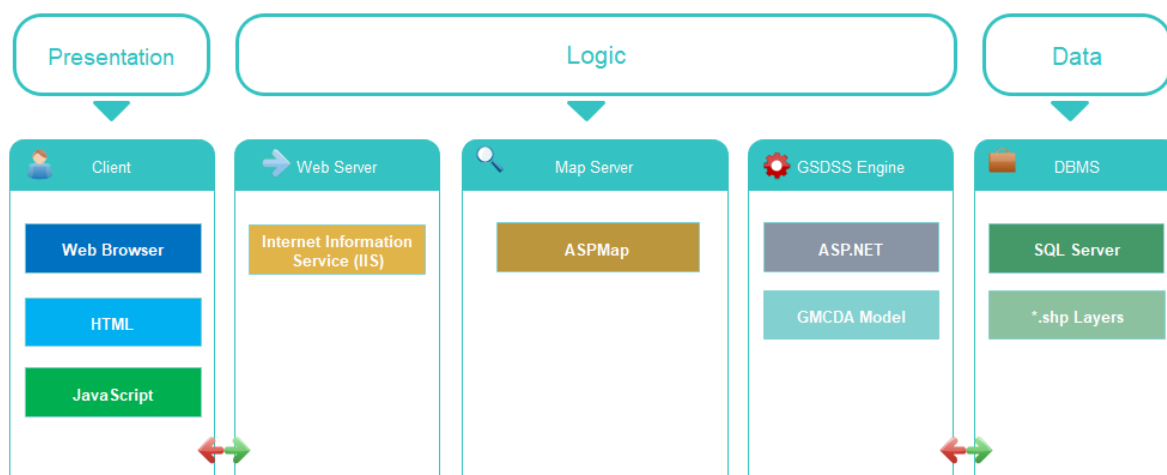 Presentation
Logic
Data
Client
Web Server
Map Server
GSDSS Engine
DBMS
Web Browser
Internet Information
Service (IIS)
ASPMap
ASP.NET
SQL Server
HTML
GMCDA Model
*.shp Layers
JavaScript